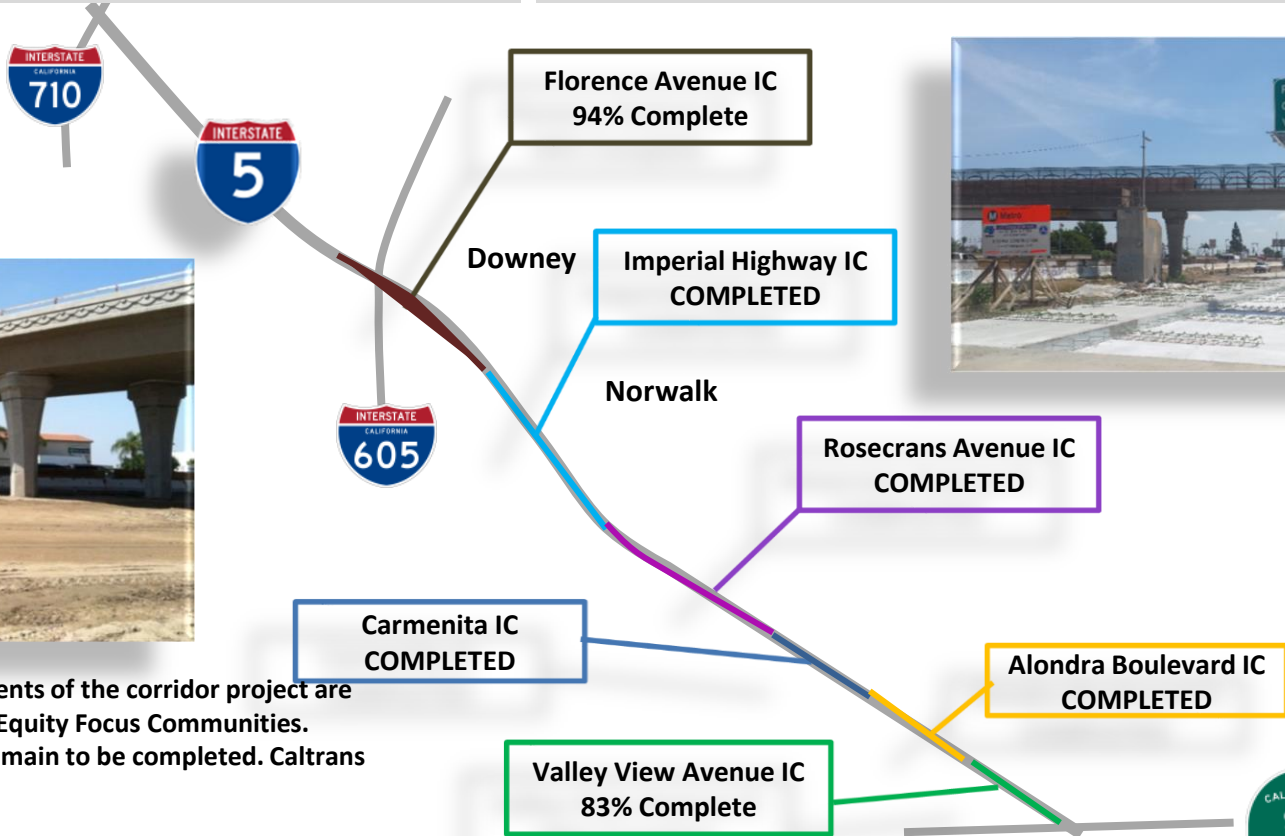 INTERSTATE
CALIFORNIA
710
INTERSTATE
5
Florence Avenue IC
94% Complete
Metro
Downey
Imperial Highway IC
COMPLETED
Norwalk
INTERSTATE
CALIFORNIA
605
Rosecrans Avenue IC
COMPLETED
Carmenita IC
COMPLETED
ents of the corridor project are
Equity Focus Communities.
main to be completed. Caltrans
Alondra Boulevard IC
COMPLETED
Valley View Avenue IC
83% Complete
CAL